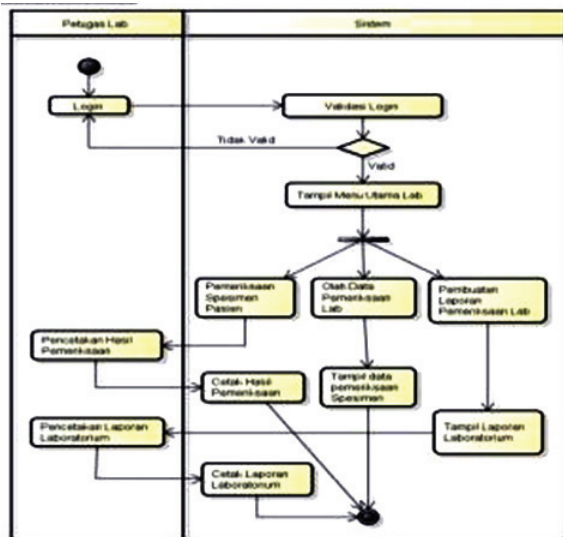 Petugas Lab
Sistem
Login
Validasi Login
Tidak Valid
Valid
Tampil Menu Utama Lab
Pemeriksaan
Spesimen
Pasien
Olah Data
Pemeriksaan
Lab
Pembuatan
Laporan
Pemeriksaan Lab
Pencetakan Hasil
Pemeriksaan
Cetak Hasil
Pemeriksaan
Tampil data
pemeriksaan
Spesimen
Pencetakan Laporan
Laboratorium
Tampil Laporan
Laboratorium
Cetak Laporan
Laboratorium